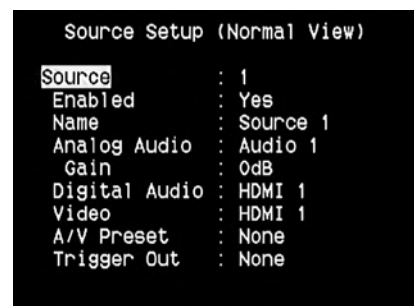 Source Setup (Normal View)
Source : 1
Enabled : Yes
Name : Source 1
Analog Audio : Audio 1
Gain : 0dB
Digital Audio : HDMI 1
Video : HDMI 1
A/V Preset : None
Trigger Out : None